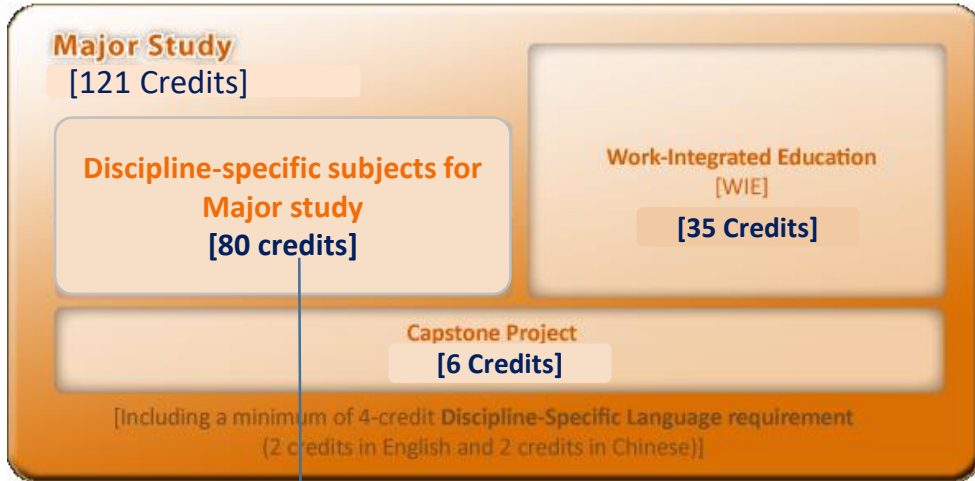 Major Study
[121 Credits]
Discipline-specific subjects for
Major study
[80 credits]
Work-Integrated Education
[WIE]
[35 Credits]
Capstone Project
[6 Credits]
[Including a minimum of 4-credit Discipline-Specific Language requirement
(2 credits in English and 2 credits in Chinese)]